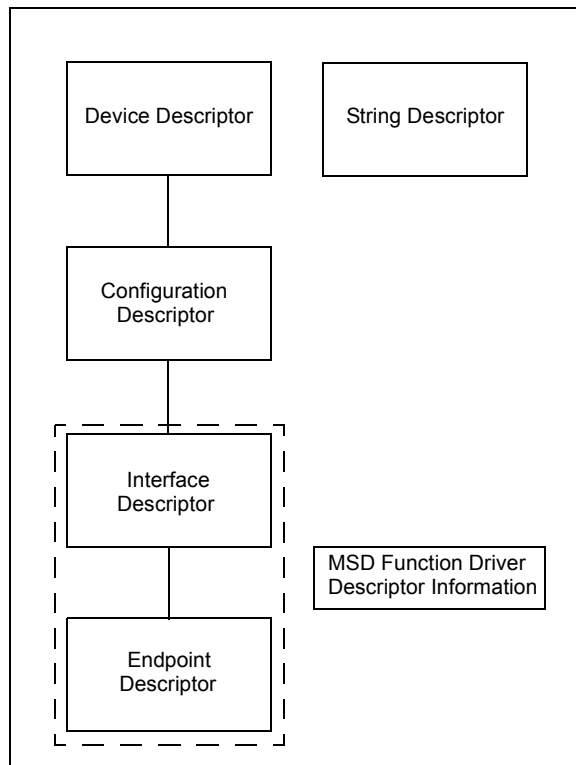 Device Descriptor
String Descriptor
Configuration
Descriptor
Interface
Descriptor
MSD Function Driver
Descriptor Information
Endpoint
Descriptor